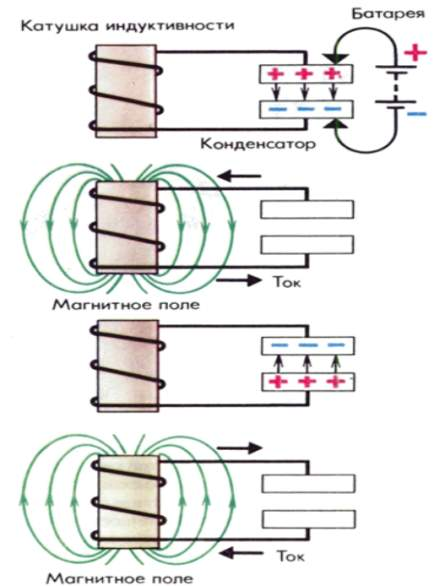 Батарея
Катушка индуктивности
+
+ + +
− − −
−
Конденсатор
Ток
Магнитное поле
− − −
+ + +
Ток
Магнитное поле